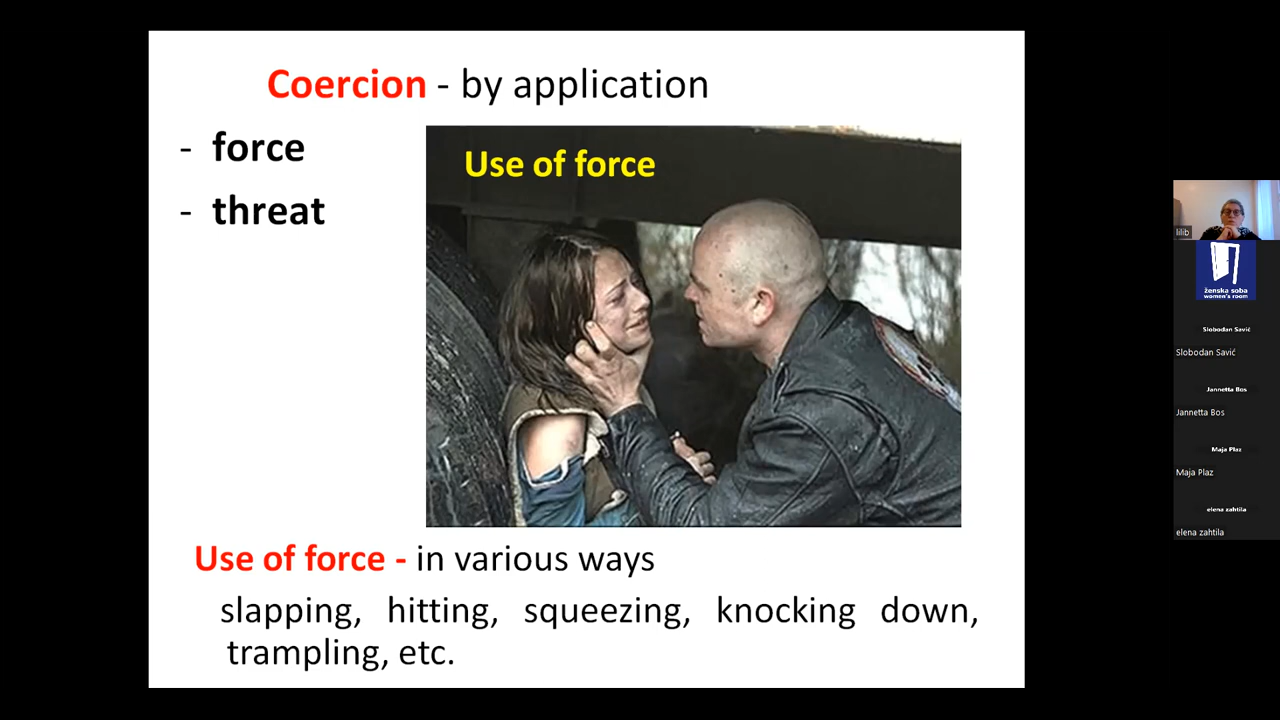 Coercion - by application
- force
- threat
Use of force
Use of force - in various ways
slapping, hitting, squeezing, knocking down,
trampling, etc.
lilib
ženska soba
women's room
Slobodan Savić
Slobodan Savić
Jannetta Bos
Jannetta Bos
Maja Plaz
Maja Plaz
elena zahtila
elena zahtila